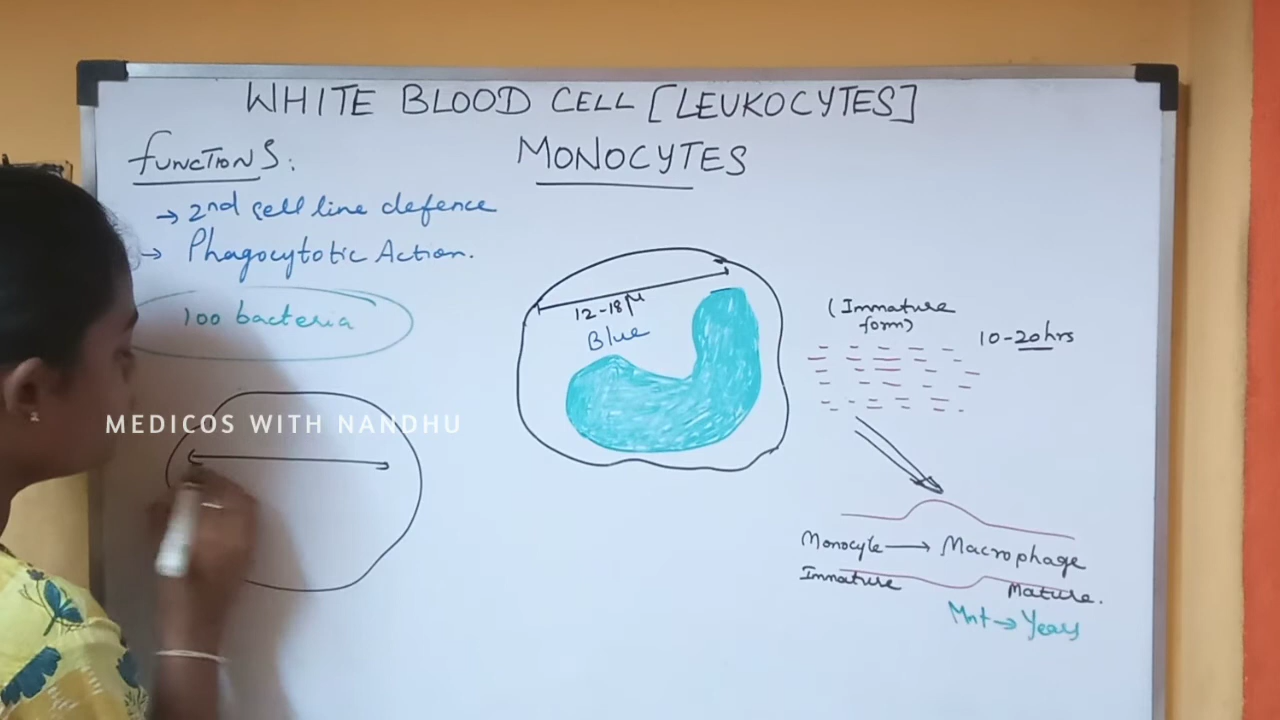 WHITE BLOOD CELL [LEUKOCYTES]
MONOCYTES
FUNCTIONS:
→ 2nd cell line defence
→ Phagocytotic Action.
100 bacteria
MEDICOS WITH NANDHU
12-18μ
Blue
(Immature
form)
10-20hrs
Monocyte → Macrophage
Immature Mature.
Mnt → Years